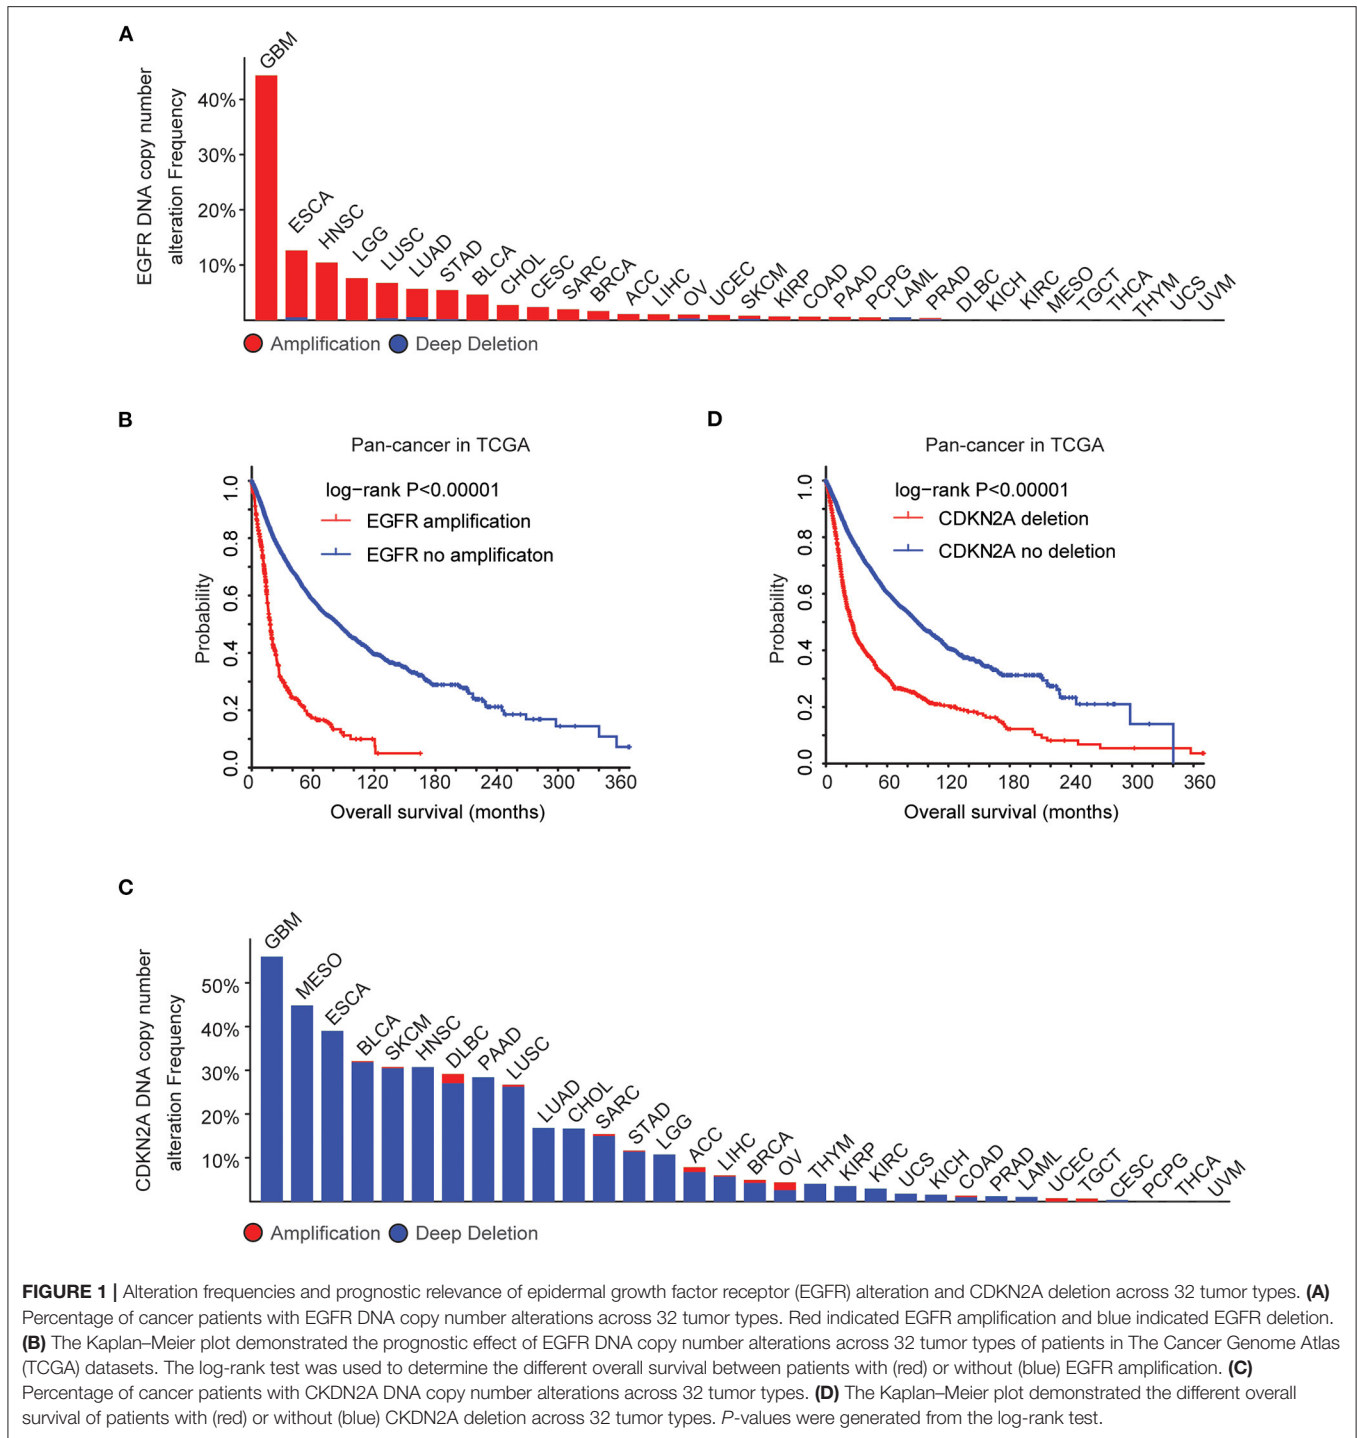 A
EGFR DNA copy number
alteration Frequency
40%
30%
20%
10%
GBM
ESCA
HNSC
LGG
LUSC
LUAD
STAD
BLCA
CHOL
CESC
SARC
BRCA
ACC
LIHC
OV
UCEC
SKCM
KIRP
COAD
PAAD
PCPG
LAML
PRAD
DLBC
KICH
KIRC
MESO
TGCT
THCA
THYM
UCS
UVM
Amplification Deep Deletion
B
Pan-cancer in TCGA
log-rank P<0.00001
EGFR amplification
EGFR no amplificaton
Probability
1.0
0.8
0.6
0.4
0.2
0.0
0 60 120 180 240 300 360
Overall survival (months)
D
Pan-cancer in TCGA
log-rank P<0.00001
CDKN2A deletion
CDKN2A no deletion
Probability
1.0
0.8
0.6
0.4
0.2
0.0
0 60 120 180 240 300 360
Overall survival (months)
C
CDKN2A DNA copy number
alteration Frequency
50%
40%
30%
20%
10%
GBM
MESO
ESCA
BLCA
SKCM
HNSC
DLBC
PAAD
LUSC
LUAD
CHOL
SARC
STAD
LGG
ACC
LIHC
BRCA
OV
THYM
KIRP
KIRC
UCS
KICH
COAD
PRAD
LAML
UCEC
TGCT
CESC
PCPG
THCA
UVM
Amplification Deep Deletion
FIGURE 1 | Alteration frequencies and prognostic relevance of epidermal growth factor receptor (EGFR) alteration and CDKN2A deletion across 32 tumor types. (A)
Percentage of cancer patients with EGFR DNA copy number alterations across 32 tumor types. Red indicated EGFR amplification and blue indicated EGFR deletion.
(B) The Kaplan–Meier plot demonstrated the prognostic effect of EGFR DNA copy number alterations across 32 tumor types of patients in The Cancer Genome Atlas
(TCGA) datasets. The log-rank test was used to determine the different overall survival between patients with (red) or without (blue) EGFR amplification. (C)
Percentage of cancer patients with CKDN2A DNA copy number alterations across 32 tumor types. (D) The Kaplan–Meier plot demonstrated the different overall
survival of patients with (red) or without (blue) CKDN2A deletion across 32 tumor types. P-values were generated from the log-rank test.